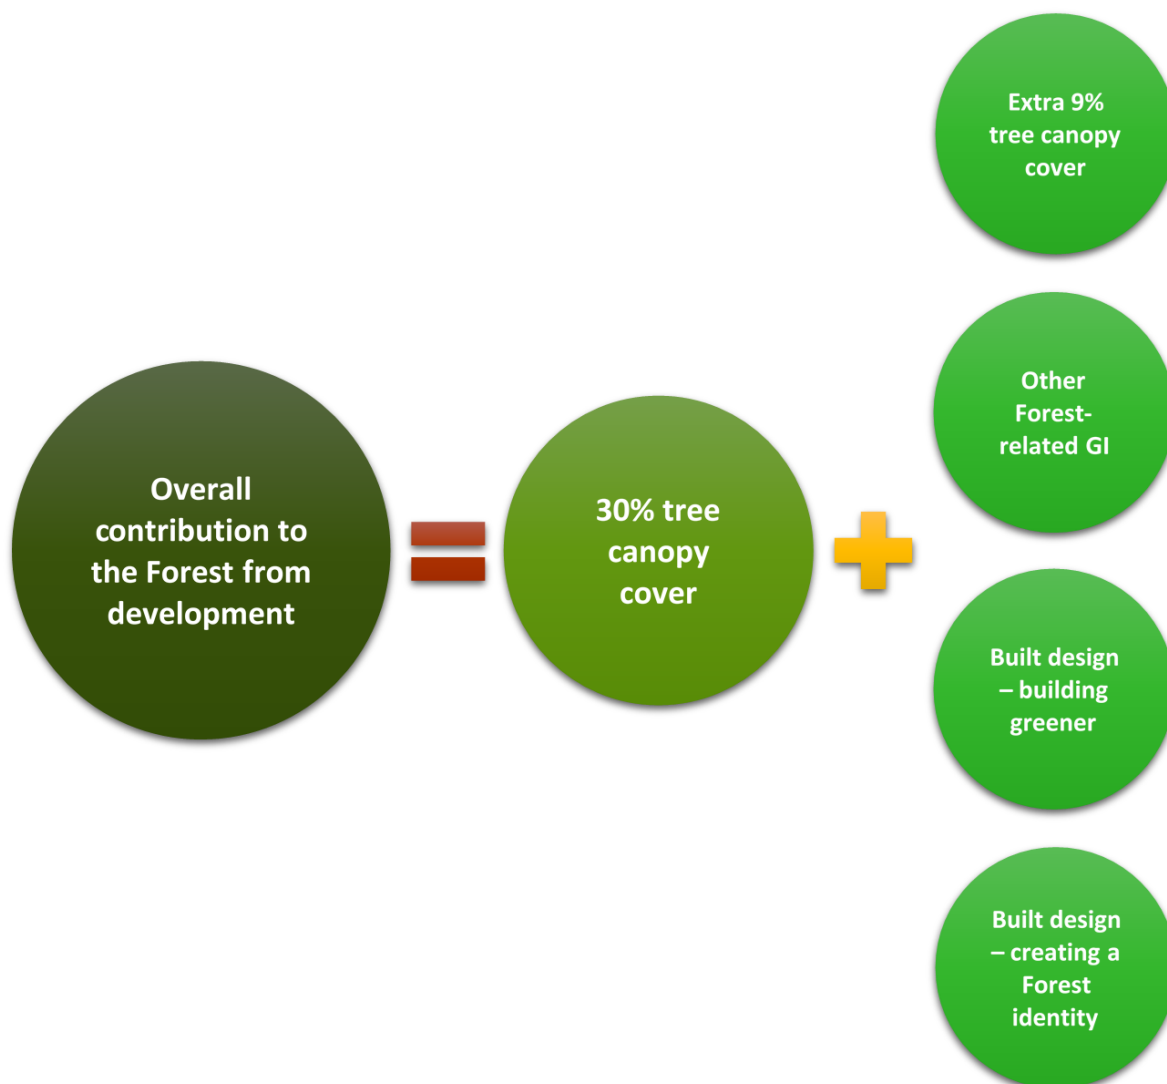 Overall
contribution to
the Forest from
development
30% tree
canopy
cover
Extra 9%
tree canopy
cover
Other
Forest-
related GI
Built design
– building
greener
Built design
– creating a
Forest
identity